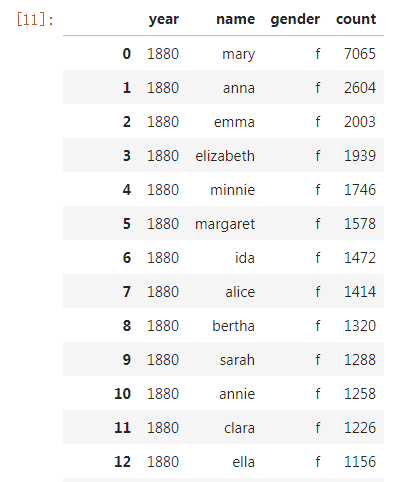 [11]: year name gender count
0 1880 mary f 7065
1 1880 anna f 2604
2 1880 emma f 2003
3 1880 elizabeth f 1939
4 1880 minnie f 1746
5 1880 margaret f 1578
6 1880 ida f 1472
7 1880 alice f 1414
8 1880 bertha f 1320
9 1880 sarah f 1288
10 1880 annie f 1258
11 1880 clara f 1226
12 1880 ella f 1156